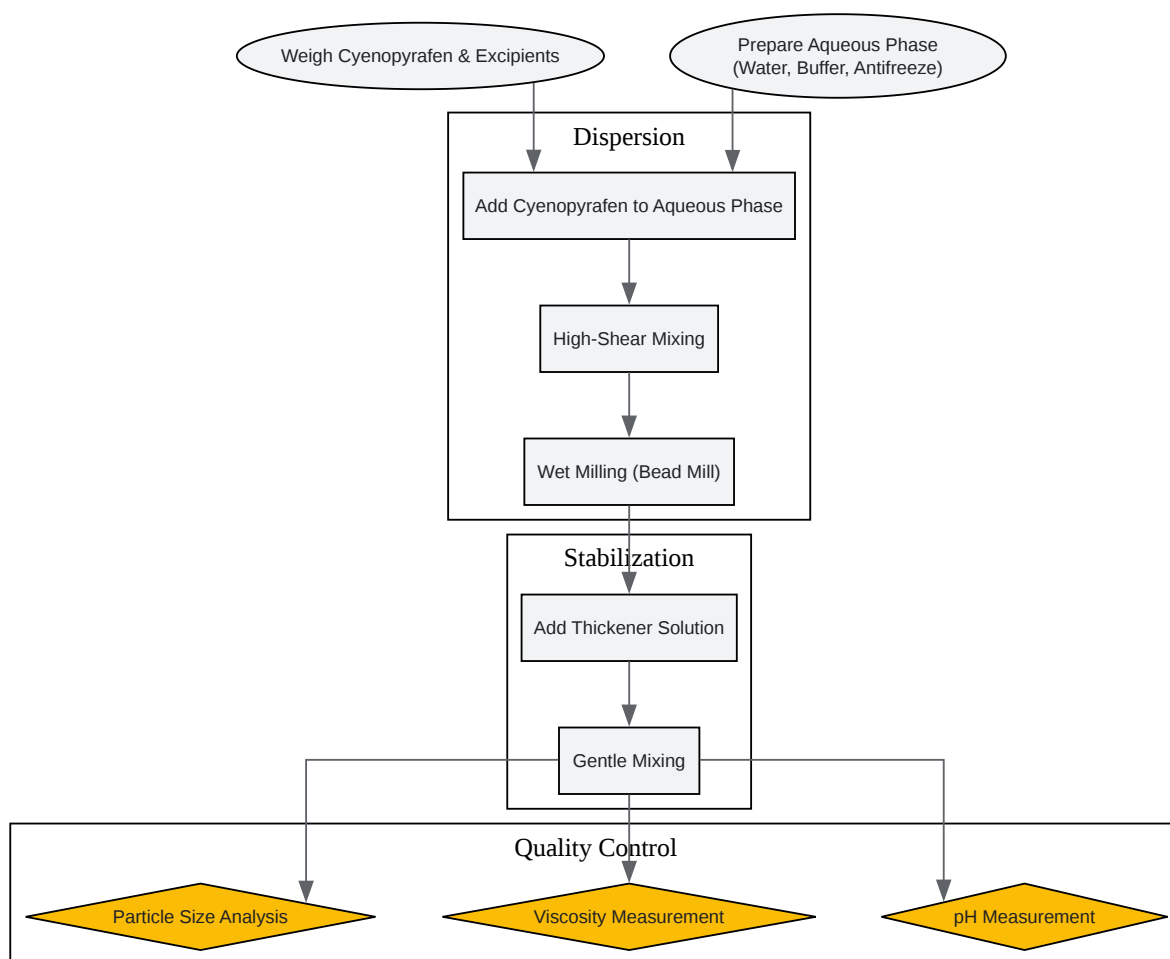 Weigh Cyenopyrafen & Excipients
Prepare Aqueous Phase
(Water, Buffer, Antifreeze)
Dispersion
Add Cyenopyrafen to Aqueous Phase
High-Shear Mixing
Wet Milling (Bead Mill)
Stabilization
Add Thickener Solution
Gentle Mixing
Quality Control
Particle Size Analysis
Viscosity Measurement
pH Measurement